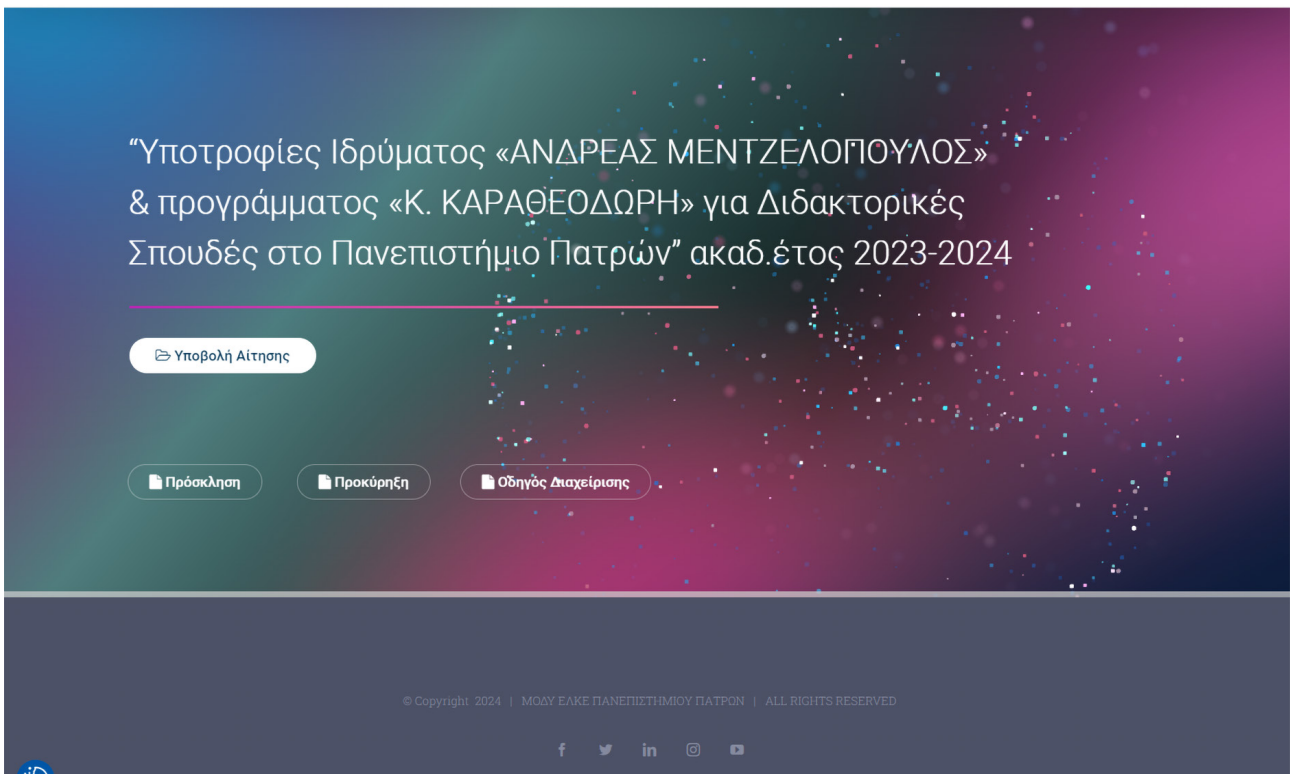 “Υποτροφίες Ιδρύματος «ΑΝΔΡΕΑΣ ΜΕΝΤΖΕΛΟΠΟΥΛΟΣ»
& προγράμματος «Κ. ΚΑΡΑΘΕΟΔΩΡΗ» για Διδακτορικές
Σπουδές στο Πανεπιστήμιο Πατρών” ακαδ.έτος 2023-2024
Υποβολή Αίτησης
Πρόσκληση
Προκύρηξη
Οδηγός Διαχείρισης
© Copyright 2024 | ΜΟΔΥ ΕΛΚΕ ΠΑΝΕΠΙΣΤΗΜΙΟΥ ΠΑΤΡΩΝ | ALL RIGHTS RESERVED